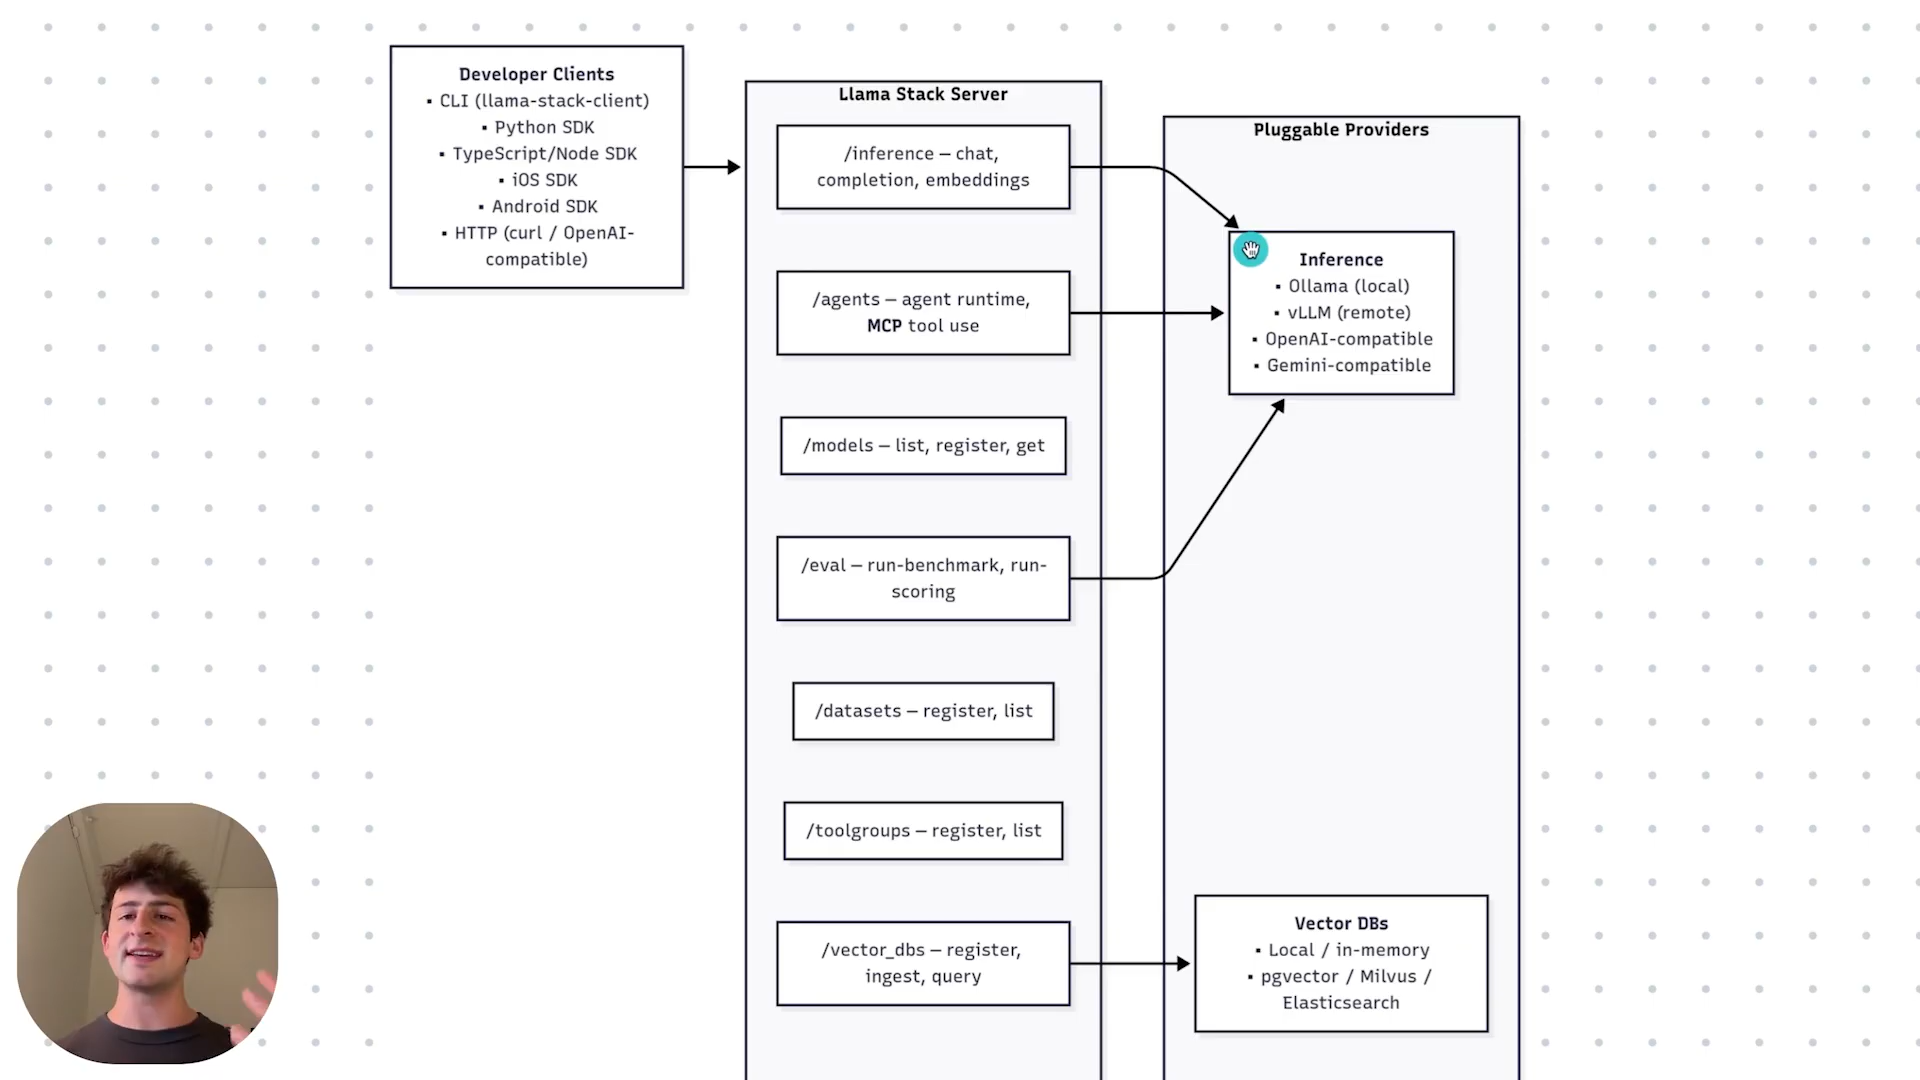 Developer Clients
▪ CLI (llama-stack-client)
▪ Python SDK
▪ TypeScript/Node SDK
▪ iOS SDK
▪ Android SDK
▪ HTTP (curl / OpenAI-
compatible)
Llama Stack Server
/inference – chat,
completion, embeddings
/agents – agent runtime,
MCP tool use
/models – list, register, get
/eval – run-benchmark, run-
scoring
/datasets – register, list
/toolgroups – register, list
/vector_dbs – register,
ingest, query
Pluggable Providers
Inference
▪ Ollama (local)
▪ vLLM (remote)
▪ OpenAI-compatible
▪ Gemini-compatible
Vector DBs
▪ Local / in-memory
▪ pgvector / Milvus /
Elasticsearch